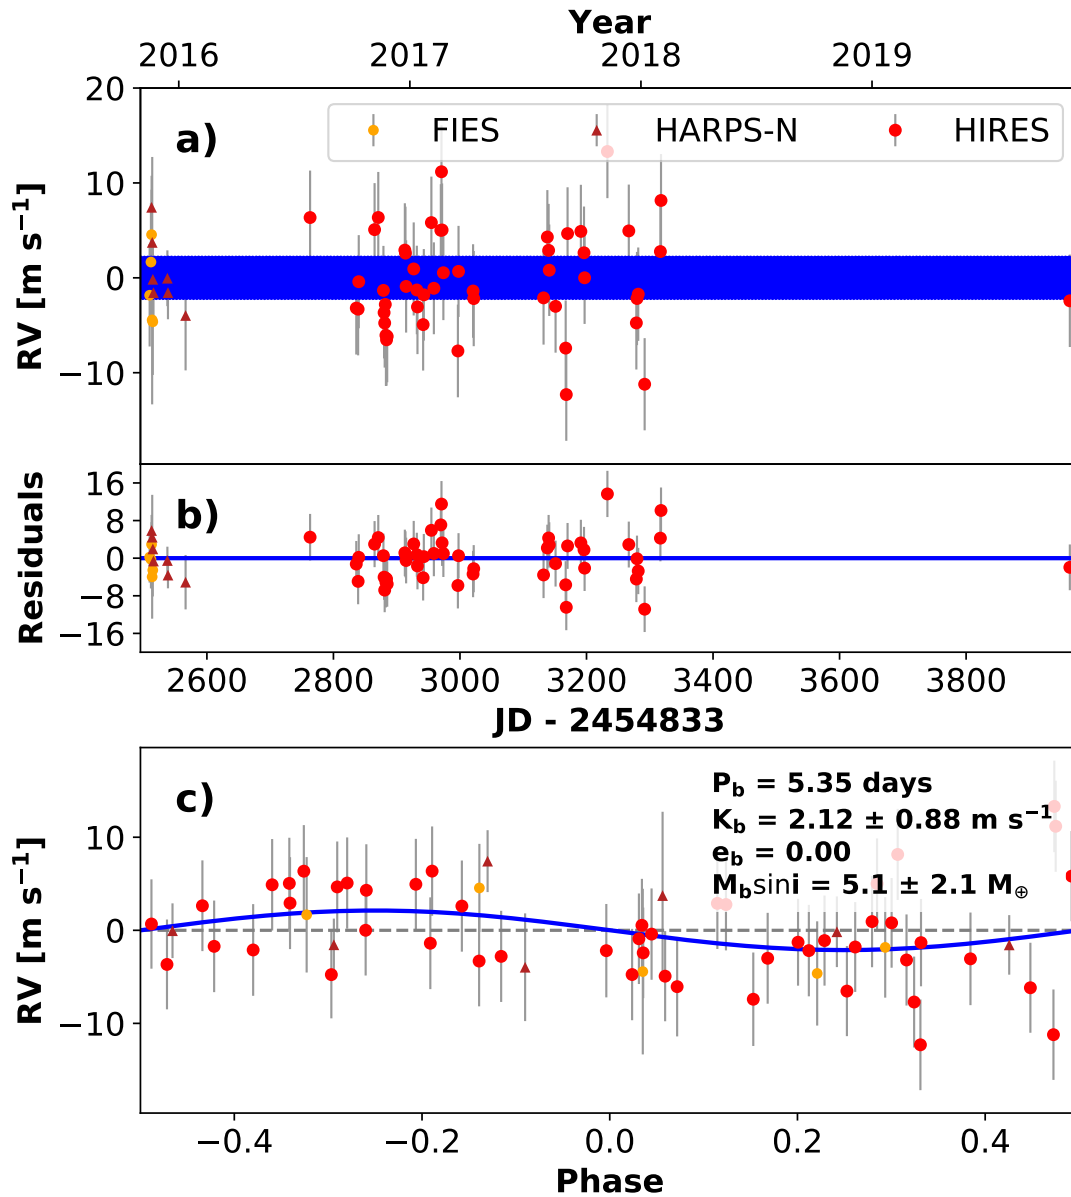 Year
2016 2017 2018 2019
a) FIES HARPS-N HIRES
20
10
0
−10
RV [m s⁻¹]
b)
16
8
0
−8
−16
Residuals
2600 2800 3000 3200 3400 3600 3800
JD - 2454833
c)
P_b = 5.35 days
K_b = 2.12 ± 0.88 m s⁻¹
e_b = 0.00
M_b sin i = 5.1 ± 2.1 M_⊕
10
0
−10
RV [m s⁻¹]
−0.4 −0.2 0.0 0.2 0.4
Phase